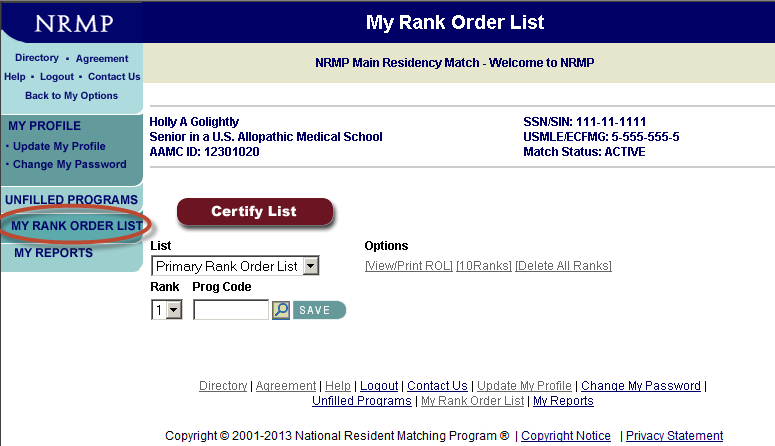 NRMP
My Rank Order List
Directory • Agreement
Help • Logout • Contact Us
Back to My Options
NRMP Main Residency Match - Welcome to NRMP
MY PROFILE
• Update My Profile
• Change My Password
UNFILLED PROGRAMS
MY RANK ORDER LIST
MY REPORTS
Holly A Golightly
Senior in a U.S. Allopathic Medical School
AAMC ID: 12301020
SSN/SIN: 111-11-1111
USMLE/ECFMG: 5-555-555-5
Match Status: ACTIVE
Certify List
List
Options
Primary Rank Order List
[View/Print ROL] [10Ranks] [Delete All Ranks]
Rank Prog Code
1
SAVE
Directory | Agreement | Help | Logout | Contact Us | Update My Profile | Change My Password |
Unfilled Programs | My Rank Order List | My Reports
Copyright © 2001-2013 National Resident Matching Program ® | Copyright Notice | Privacy Statement